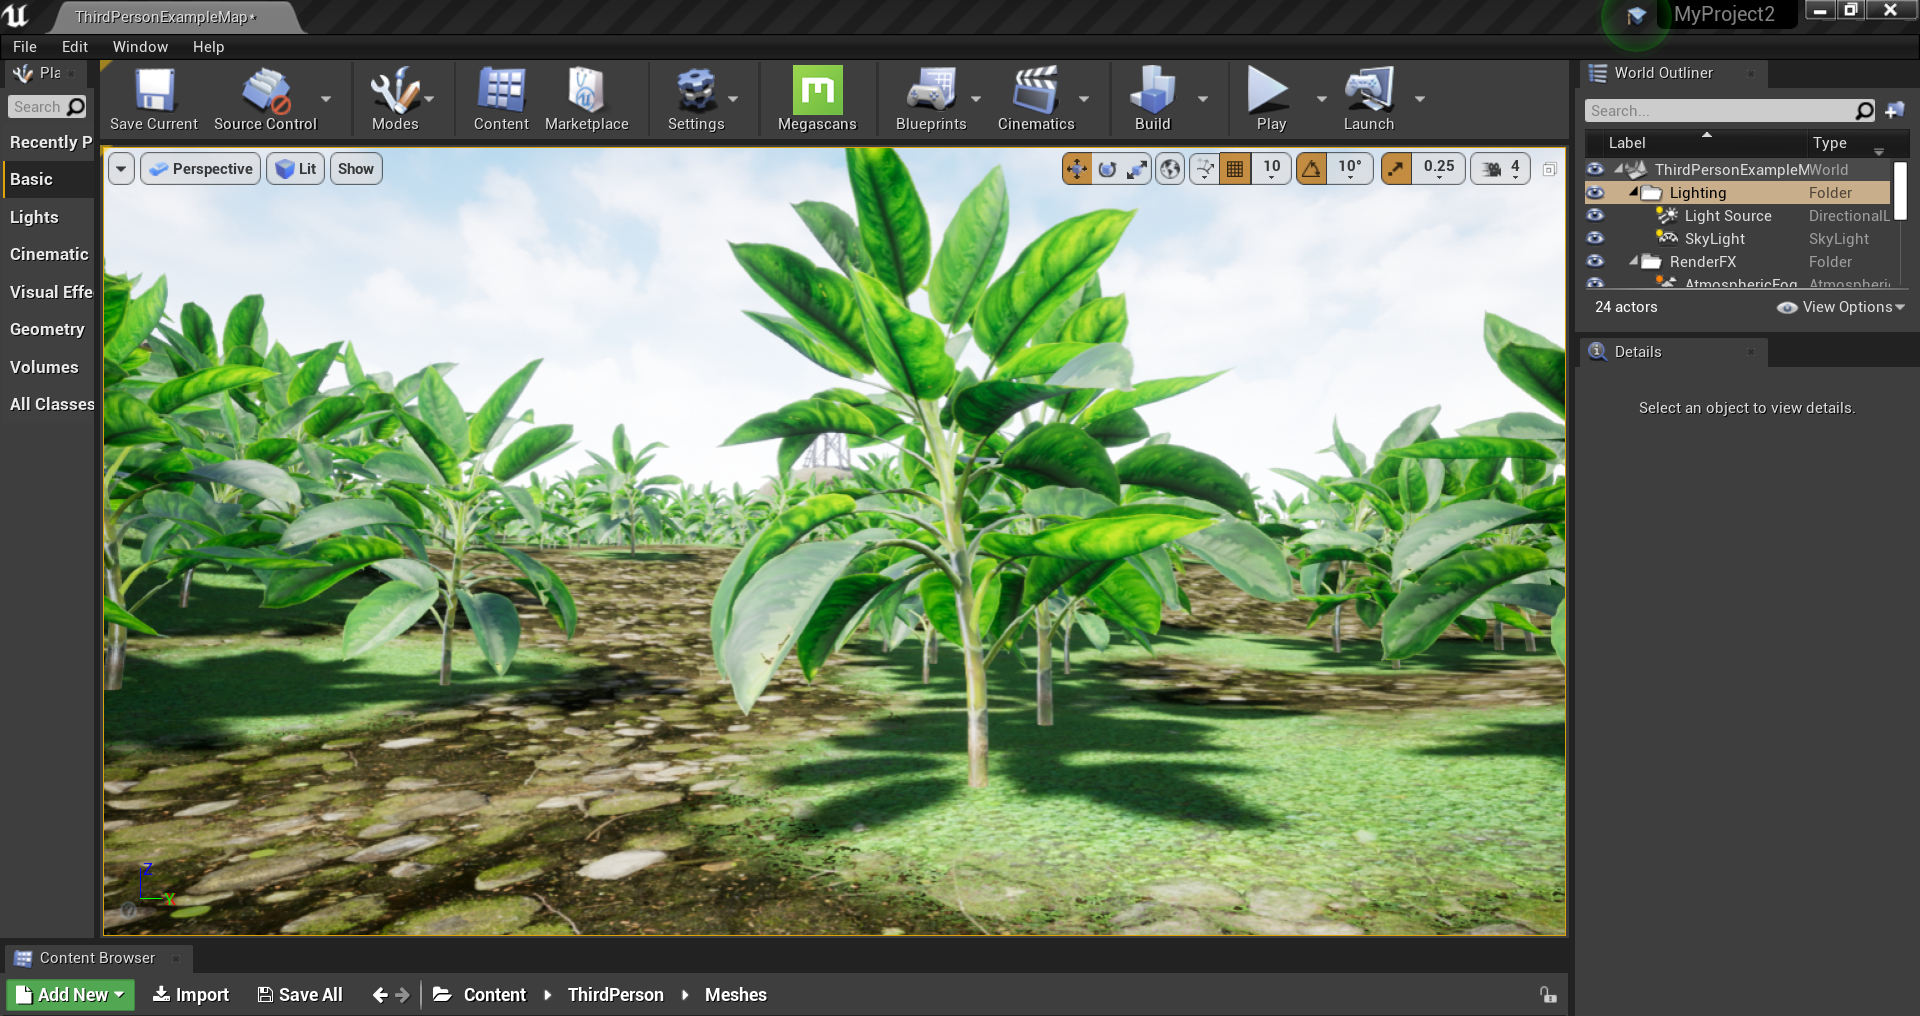 ThirdPersonExampleMap*
MyProject2
File Edit Window Help
Pla
Search
Recently P
Basic
Lights
Cinematic
Visual Effe
Geometry
Volumes
All Classes
Save Current
Source Control
Modes
Content
Marketplace
Settings
Megascans
Blueprints
Cinematics
Build
Play
Launch
Perspective
Lit
Show
10
10°
0.25
4
Z
Y
World Outliner
Search...
Label Type
ThirdPersonExampleM World
Lighting Folder
Light Source DirectionalL
SkyLight SkyLight
RenderFX Folder
AtmosphericFog Atmospheric
24 actors
View Options
Details
Select an object to view details.
Content Browser
Add New
Import
Save All
Content
ThirdPerson
Meshes